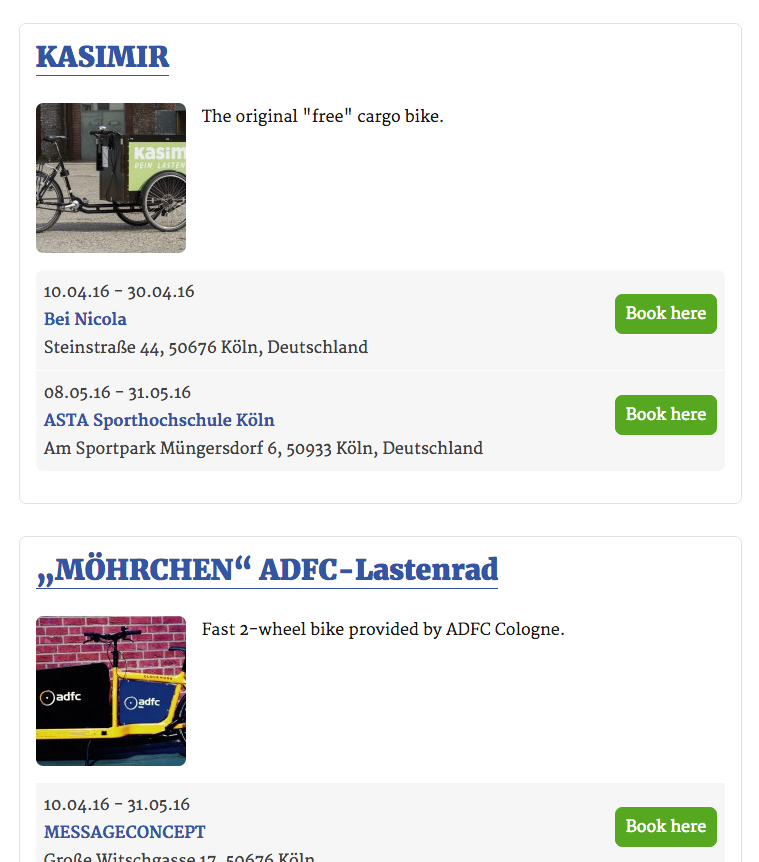 KASIMIR
The original "free" cargo bike.
kasim
DEIN LASTEN
10.04.16 - 30.04.16
Bei Nicola
Steinstraße 44, 50676 Köln, Deutschland
Book here
08.05.16 - 31.05.16
ASTA Sporthochschule Köln
Am Sportpark Müngersdorf 6, 50933 Köln, Deutschland
Book here
„MÖHRCHEN“ ADFC-Lastenrad
Fast 2-wheel bike provided by ADFC Cologne.
adfc
adfc
10.04.16 - 31.05.16
MESSAGECONCEPT
Große Witschgasse 17, 50676 Köln
Book here